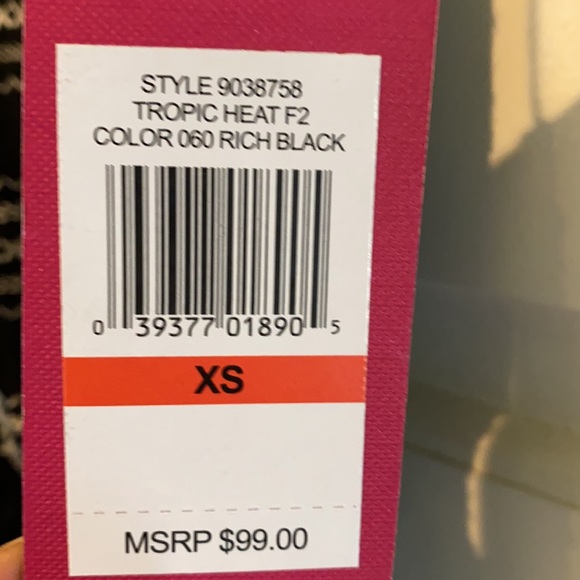 STYLE 9038758
TROPIC HEAT F2
COLOR 060 RICH BLACK
0 39377 01890 5
XS
MSRP $99.00